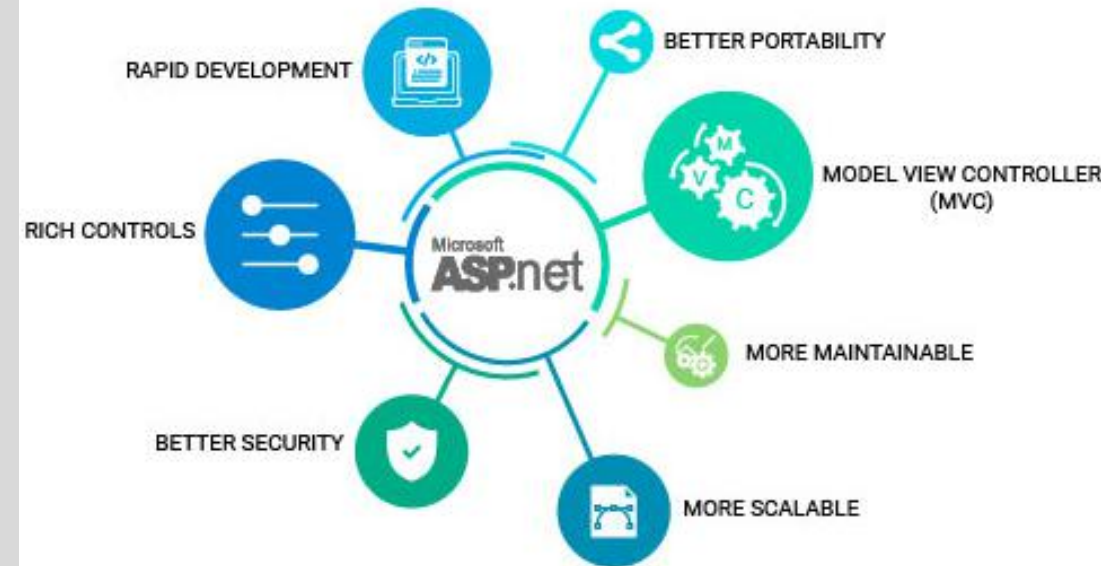 BETTER PORTABILITY
RAPID DEVELOPMENT
M
V
C
MODEL VIEW CONTROLLER
(MVC)
RICH CONTROLS
Microsoft
ASP.net
MORE MAINTAINABLE
BETTER SECURITY
MORE SCALABLE